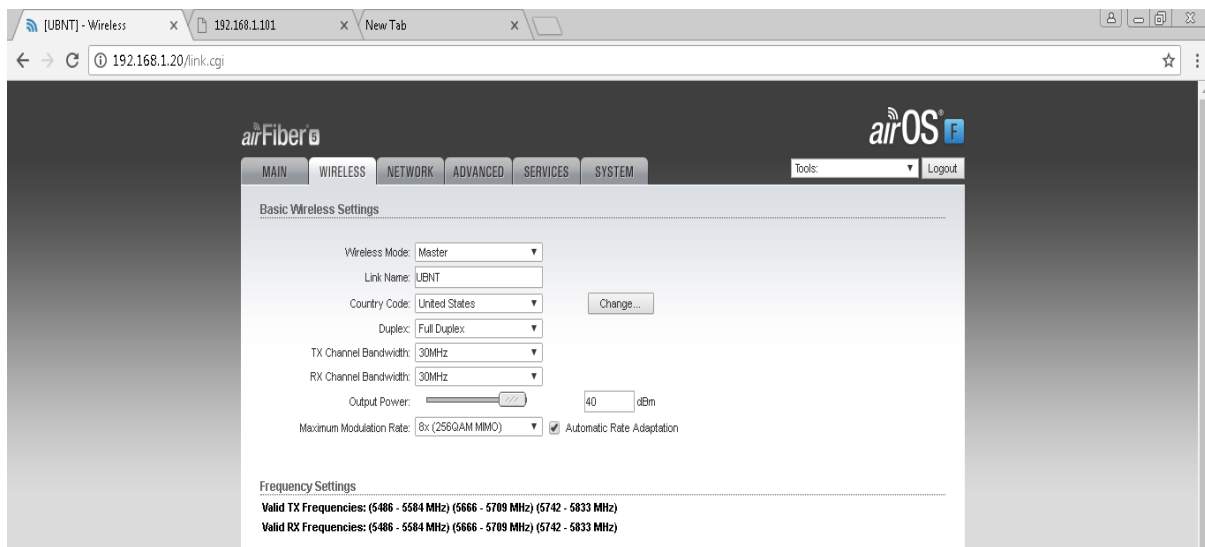 [UBNT] - Wireless 192.168.1.101 New Tab
192.168.1.20/link.cgi
airFiber 5 airOS F
MAIN WIRELESS NETWORK ADVANCED SERVICES SYSTEM Tools: Logout
Basic Wireless Settings
Wireless Mode: Master
Link Name: UBNT
Country Code: United States Change...
Duplex: Full Duplex
TX Channel Bandwidth: 30MHz
RX Channel Bandwidth: 30MHz
Output Power: 40 dBm
Maximum Modulation Rate: 8x (256QAM MIMO) Automatic Rate Adaptation
Frequency Settings
Valid TX Frequencies: (5486 - 5584 MHz) (5666 - 5709 MHz) (5742 - 5833 MHz)
Valid RX Frequencies: (5486 - 5584 MHz) (5666 - 5709 MHz) (5742 - 5833 MHz)